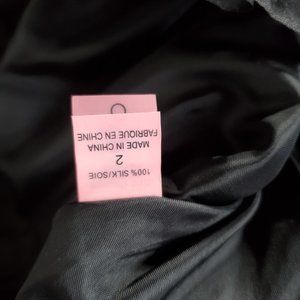 100% SILK/SOIE
2
MADE IN CHINA
FABRIQUE EN CHINE